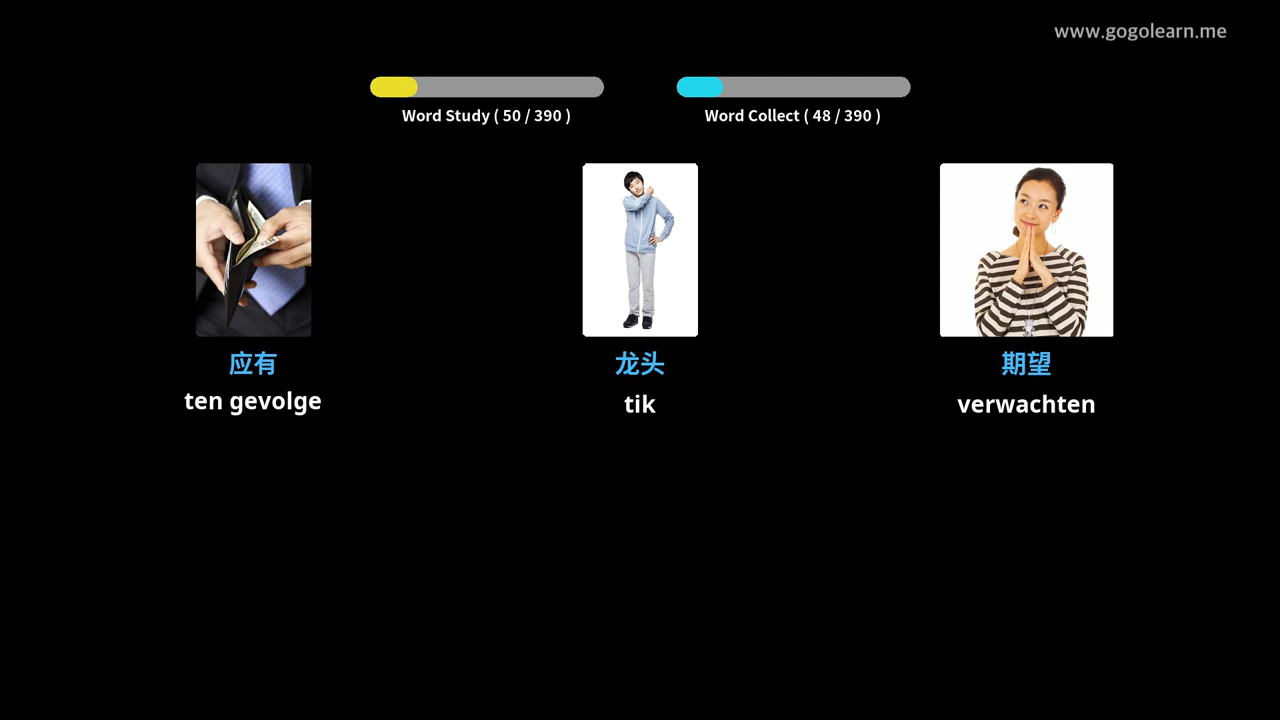 www.gogolearn.me
Word Study ( 50 / 390 )
Word Collect ( 48 / 390 )
应有
龙头
期望
ten gevolge
tik
verwachten